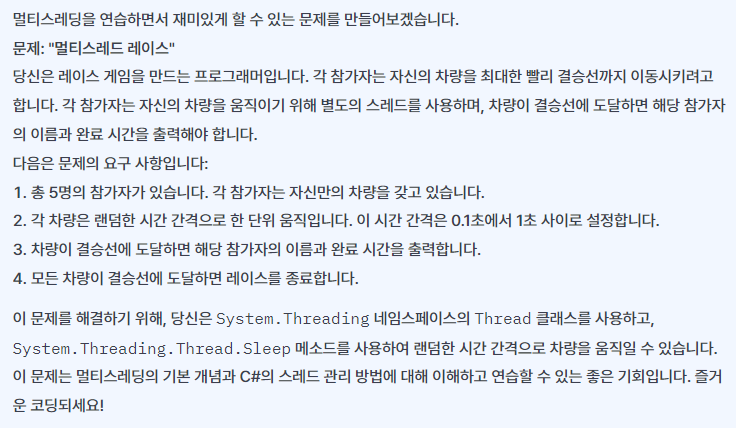 멀티스레딩을 연습하면서 재미있게 할 수 있는 문제를 만들어보겠습니다.
문제: "멀티스레드 레이스"
당신은 레이스 게임을 만드는 프로그래머입니다. 각 참가자는 자신의 차량을 최대한 빨리 결승선까지 이동시키려고
합니다. 각 참가자는 자신의 차량을 움직이기 위해 별도의 스레드를 사용하며, 차량이 결승선에 도달하면 해당 참가자
의 이름과 완료 시간을 출력해야 합니다.
다음은 문제의 요구 사항입니다:
1. 총 5명의 참가자가 있습니다. 각 참가자는 자신만의 차량을 갖고 있습니다.
2. 각 차량은 랜덤한 시간 간격으로 한 단위 움직입니다. 이 시간 간격은 0.1초에서 1초 사이로 설정합니다.
3. 차량이 결승선에 도달하면 해당 참가자의 이름과 완료 시간을 출력합니다.
4. 모든 차량이 결승선에 도달하면 레이스를 종료합니다.
이 문제를 해결하기 위해, 당신은 System.Threading 네임스페이스의 Thread 클래스를 사용하고,
System.Threading.Thread.Sleep 메소드를 사용하여 랜덤한 시간 간격으로 차량을 움직일 수 있습니다.
이 문제는 멀티스레딩의 기본 개념과 C#의 스레드 관리 방법에 대해 이해하고 연습할 수 있는 좋은 기회입니다. 즐거
운 코딩되세요!